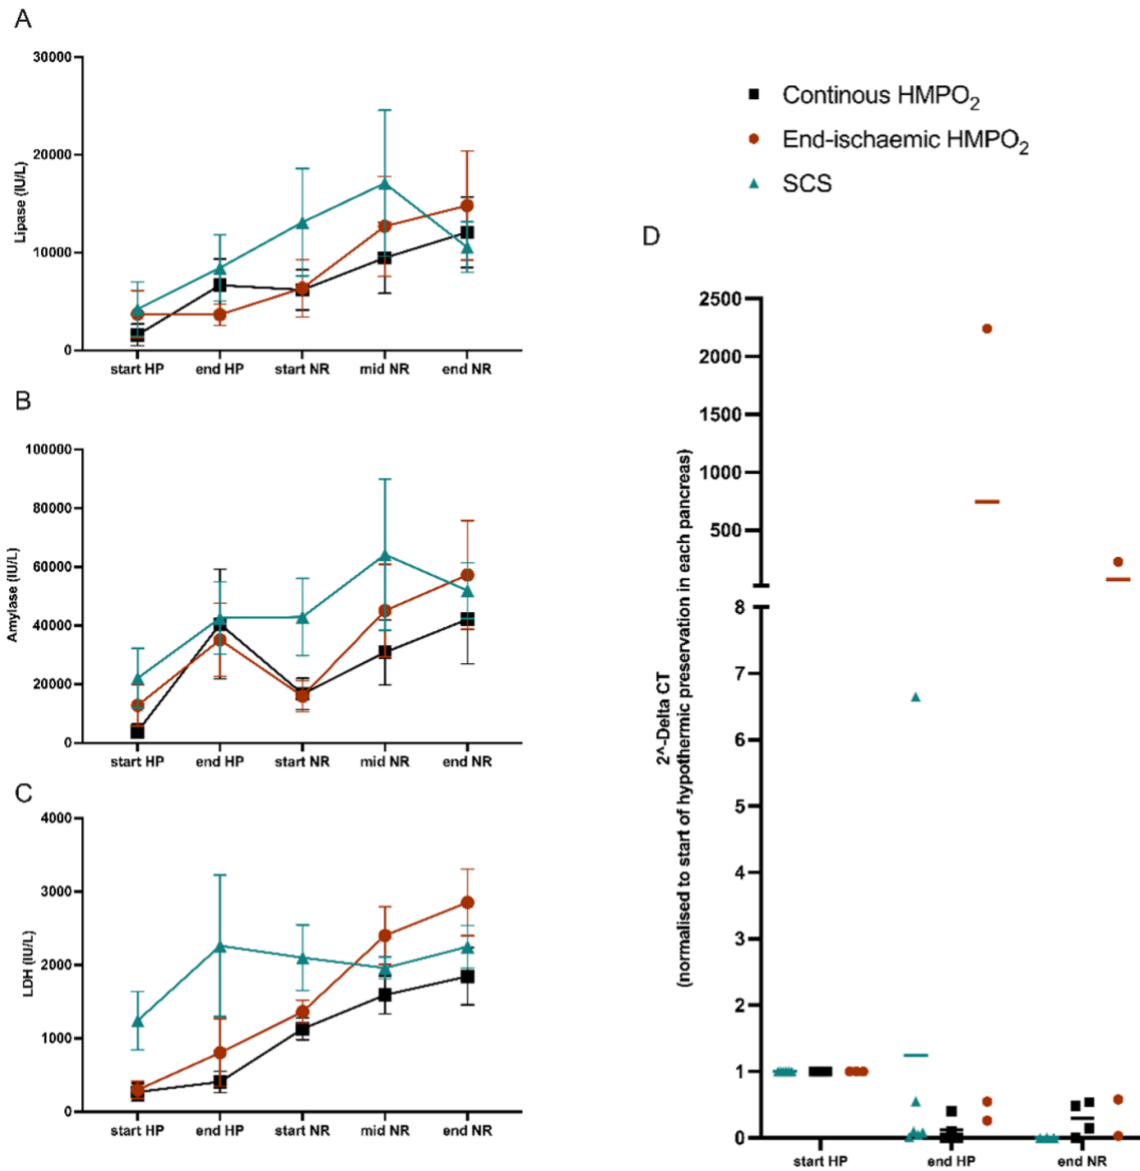 A
30000
20000
10000
0
Lipase (IU/L)
start HP end HP start NR mid NR end NR
B
100000
80000
60000
40000
20000
0
Amylase (IU/L)
start HP end HP start NR mid NR end NR
C
4000
3000
2000
1000
0
LDH (IU/L)
start HP end HP start NR mid NR end NR
Continous HMPO2
End-ischaemic HMPO2
SCS
D
2500
2000
1500
1000
500
8
7
6
5
4
3
2
1
0
2^-Delta CT
(normalised to start of hypothermic preservation in each pancreas)
start HP end HP end NR